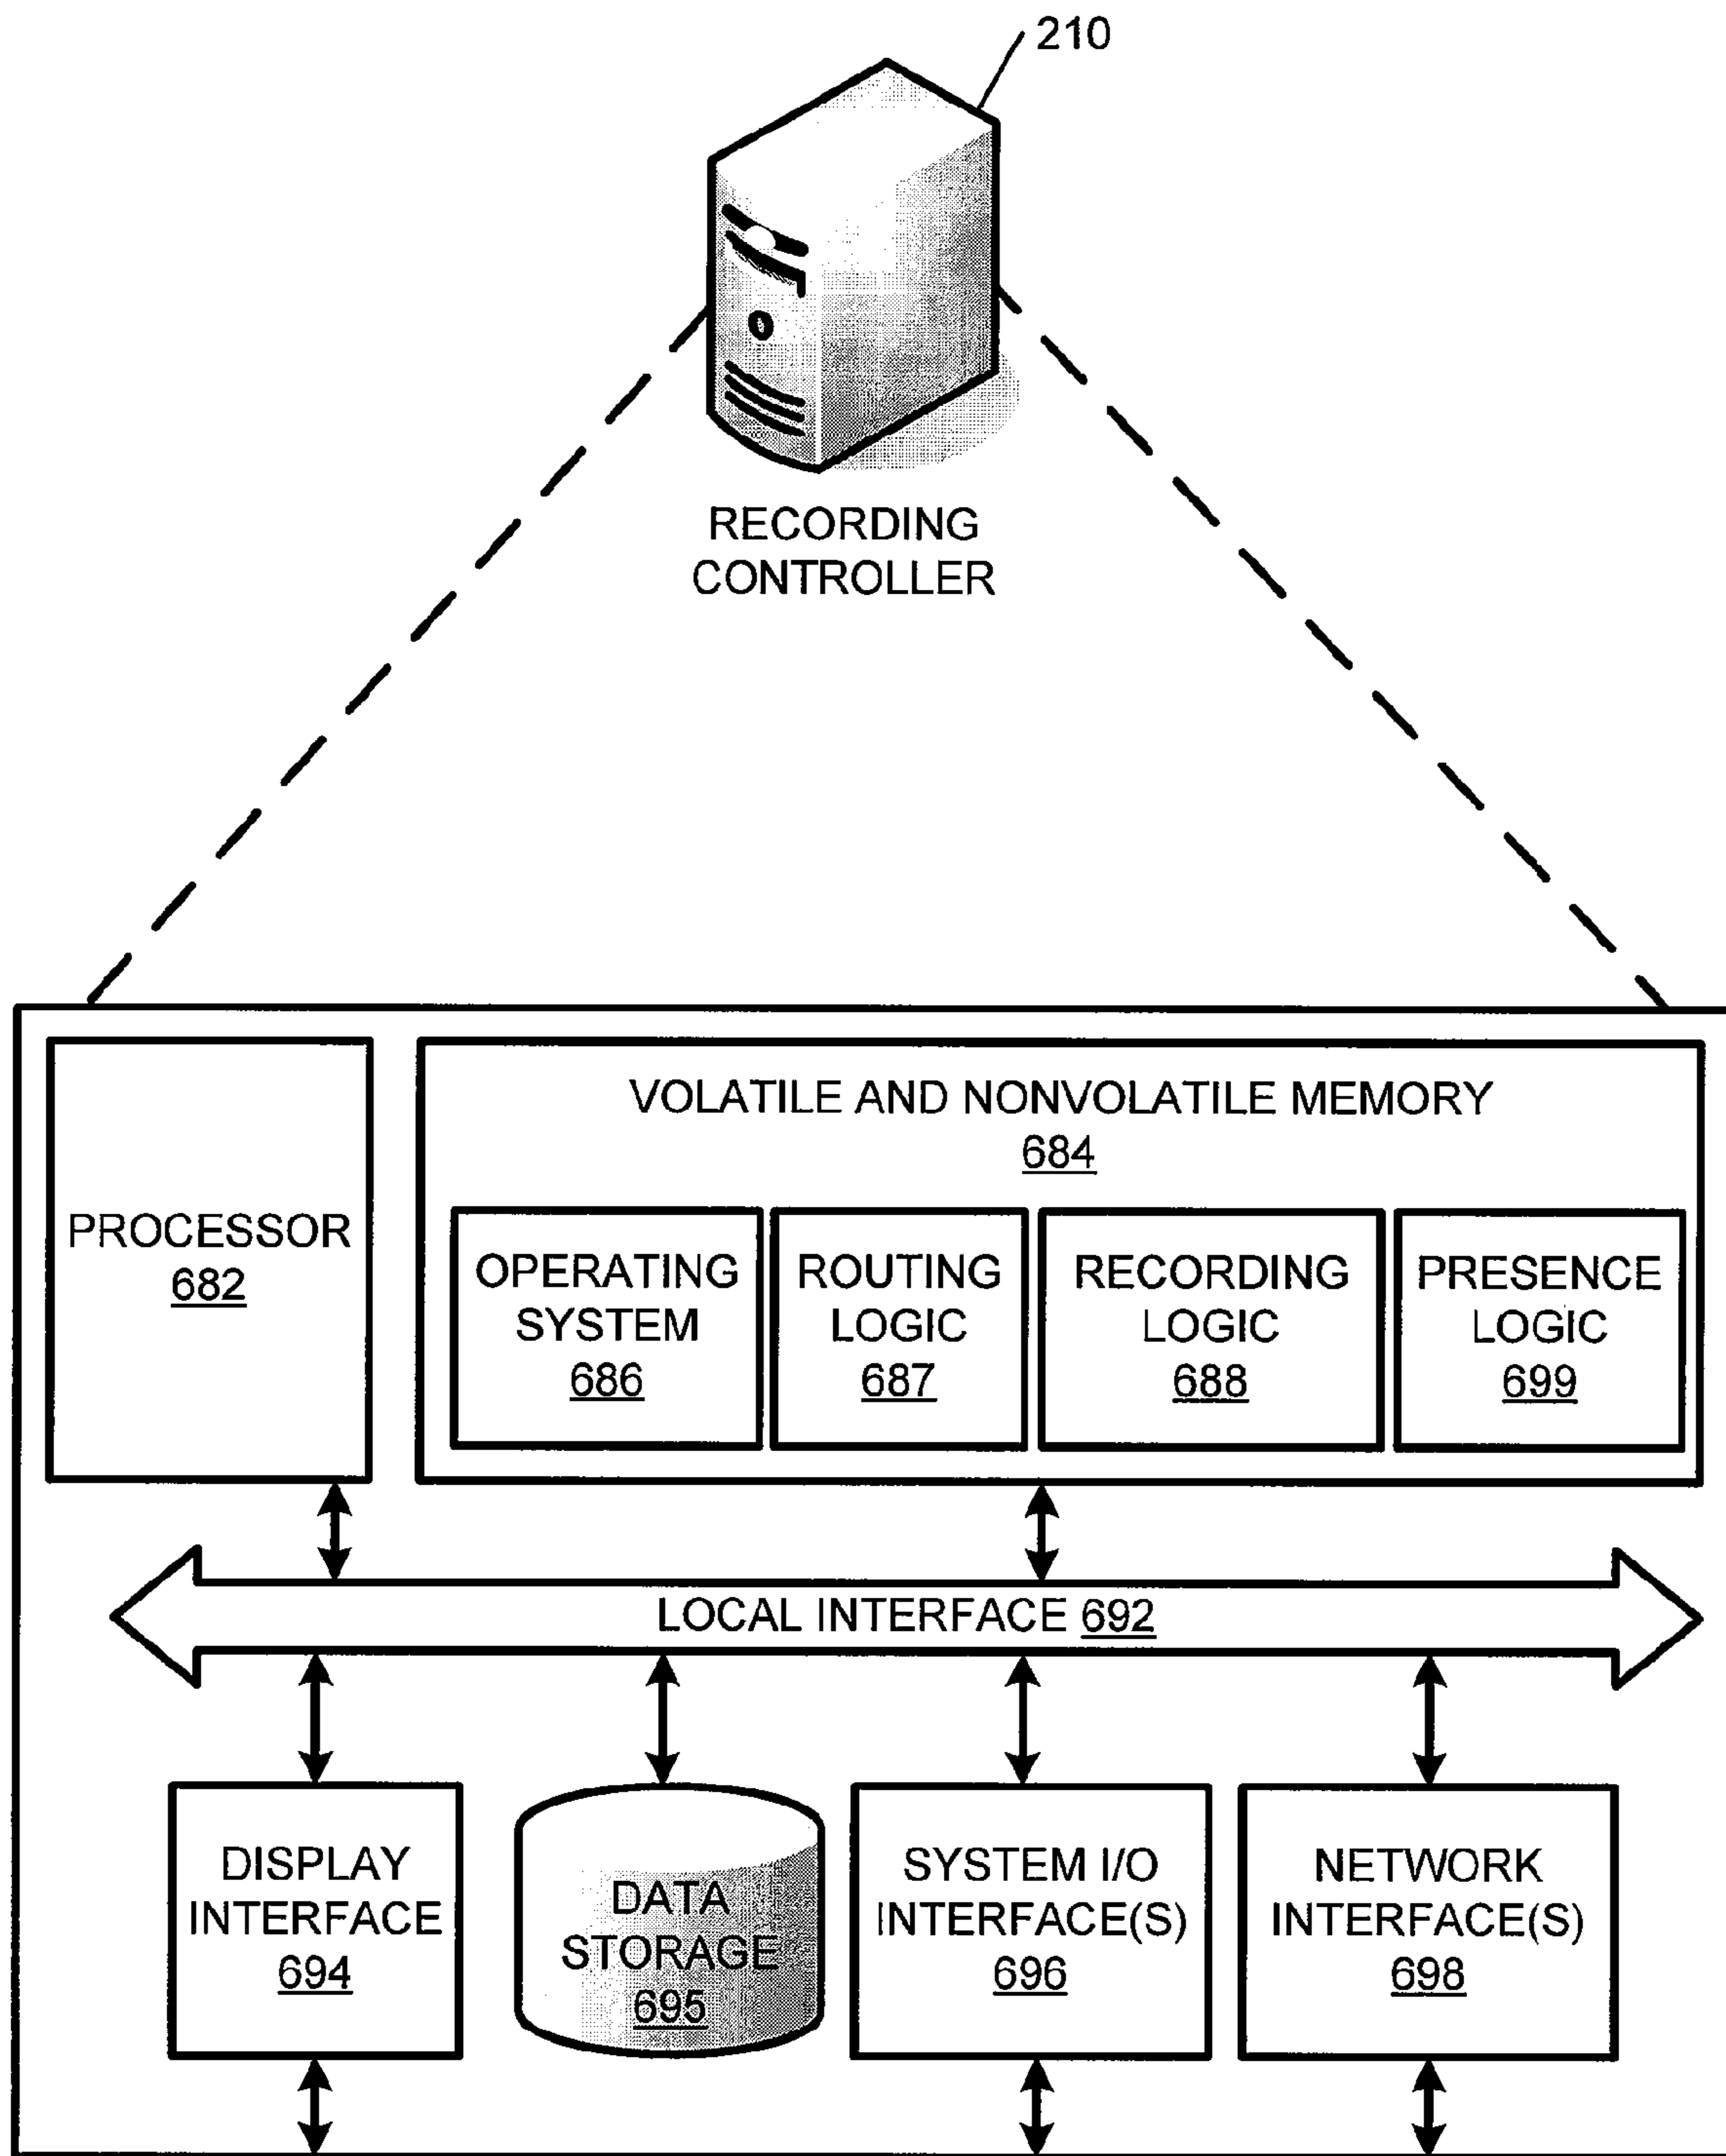 210
RECORDING
CONTROLLER
VOLATILE AND NONVOLATILE MEMORY
684
PROCESSOR
682
OPERATING
SYSTEM
686
ROUTING
LOGIC
687
RECORDING
LOGIC
688
PRESENCE
LOGIC
699
LOCAL INTERFACE 692
DISPLAY
INTERFACE
694
DATA
STORAGE
695
SYSTEM I/O
INTERFACE(S)
696
NETWORK
INTERFACE(S)
698